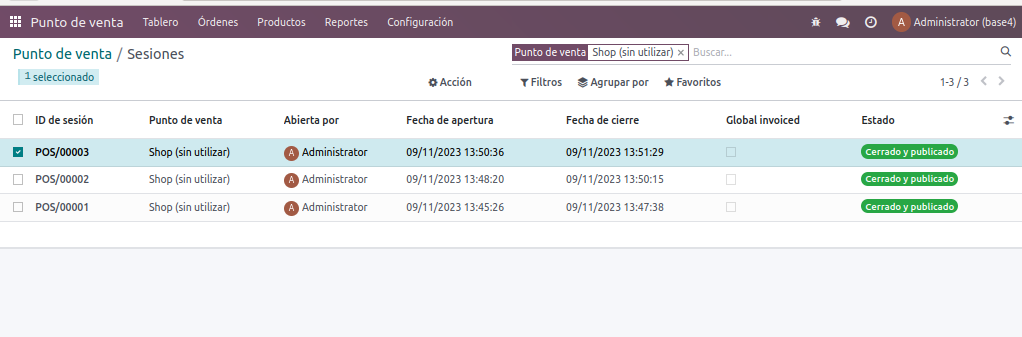 Punto de venta Tablero Órdenes Productos Reportes Configuración A Administrator (base4)
Punto de venta / Sesiones Punto de venta Shop (sin utilizar) × Buscar...
1 seleccionado Acción Filtros Agrupar por Favoritos 1-3 / 3
ID de sesión Punto de venta Abierta por Fecha de apertura Fecha de cierre Global invoiced Estado
POS/00003 Shop (sin utilizar) A Administrator 09/11/2023 13:50:36 09/11/2023 13:51:29 Cerrado y publicado
POS/00002 Shop (sin utilizar) A Administrator 09/11/2023 13:48:20 09/11/2023 13:50:15 Cerrado y publicado
POS/00001 Shop (sin utilizar) A Administrator 09/11/2023 13:45:26 09/11/2023 13:47:38 Cerrado y publicado